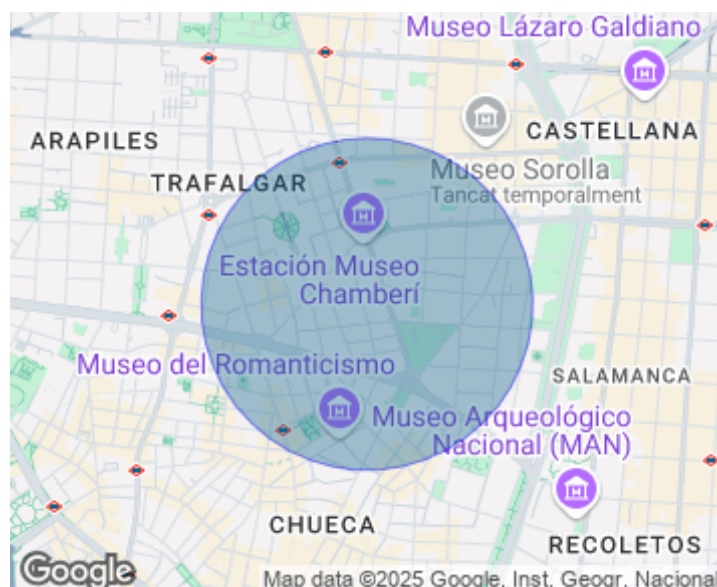 Museo Lázaro Galdiano
ARAPILES
CASTELLANA
Museo Sorolla
Tancat temporalment
TRAFALGAR
Estación Museo
Chamberí
Museo del Romanticismo
SALAMANCA
Museo Arqueológico
Nacional (MAN)
CHUECA
RECOLETOS
Google
Map data ©2025 Google, Inst. Geogr. Nacional